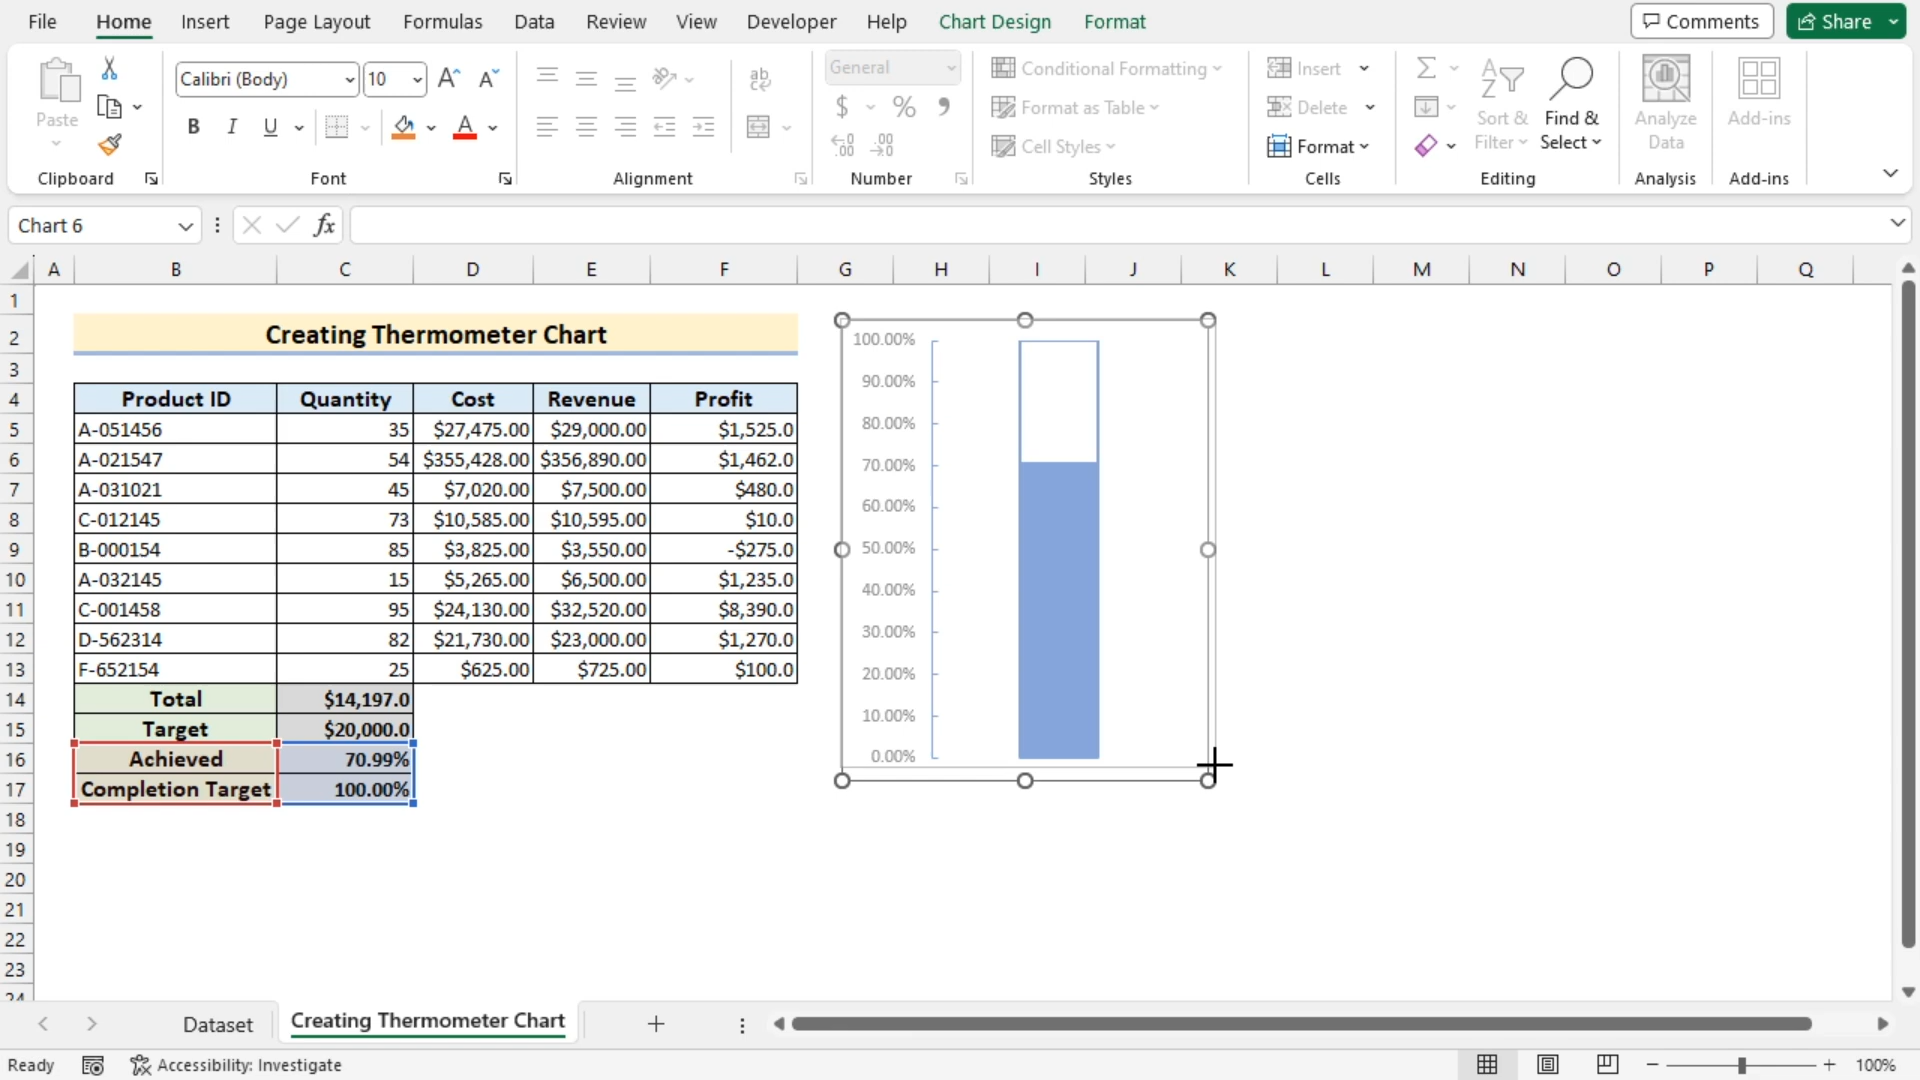 File Home Insert Page Layout Formulas Data Review View Developer Help Chart Design Format Comments Share
Paste
Calibri (Body) 10 A A
B I U A
ab
General
$ % 9
Conditional Formatting
Format as Table
Cell Styles
Insert
Delete
Format
Sort & Filter
Find & Select
Analyze Data
Add-ins
Clipboard Font Alignment Number Styles Cells Editing Analysis Add-ins
Chart 6 fx
A B C D E F G H I J K L M N O P Q
1
2 Creating Thermometer Chart
3
4 Product ID Quantity Cost Revenue Profit
5 A-051456 35 $27,475.00 $29,000.00 $1,525.0
6 A-021547 54 $355,428.00 $356,890.00 $1,462.0
7 A-031021 45 $7,020.00 $7,500.00 $480.0
8 C-012145 73 $10,585.00 $10,595.00 $10.0
9 B-000154 85 $3,825.00 $3,550.00 -$275.0
10 A-032145 15 $5,265.00 $6,500.00 $1,235.0
11 C-001458 95 $24,130.00 $32,520.00 $8,390.0
12 D-562314 82 $21,730.00 $23,000.00 $1,270.0
13 F-652154 25 $625.00 $725.00 $100.0
14 Total $14,197.0
15 Target $20,000.0
16 Achieved 70.99%
17 Completion Target 100.00%
18
19
20
21
22
23
24
100.00%
90.00%
80.00%
70.00%
60.00%
50.00%
40.00%
30.00%
20.00%
10.00%
0.00%
Dataset Creating Thermometer Chart
Ready Accessibility: Investigate 100%